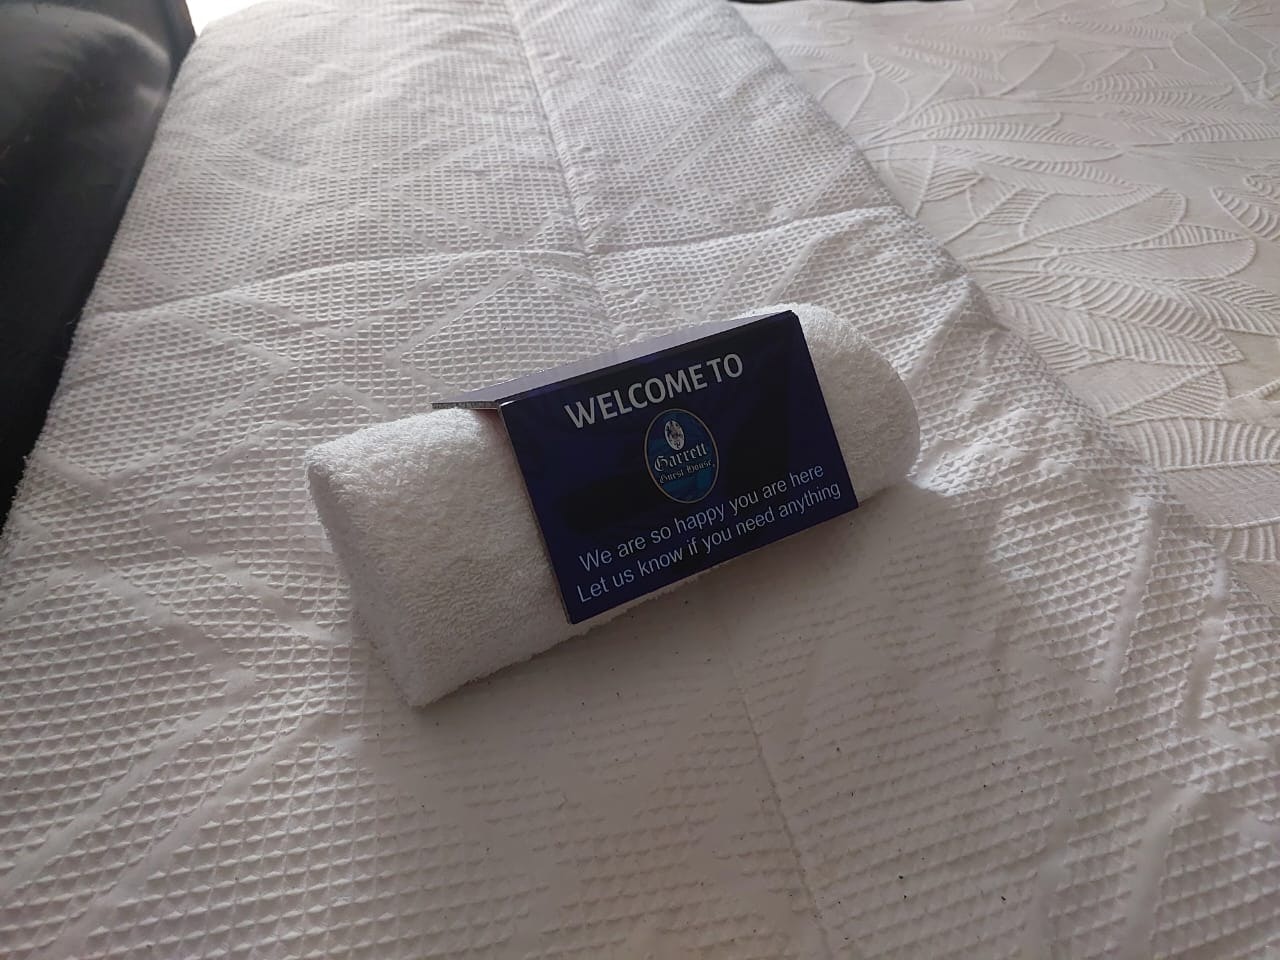 WELCOME TO
Garrett
Guest House
We are so happy you are here
Let us know if you need anything